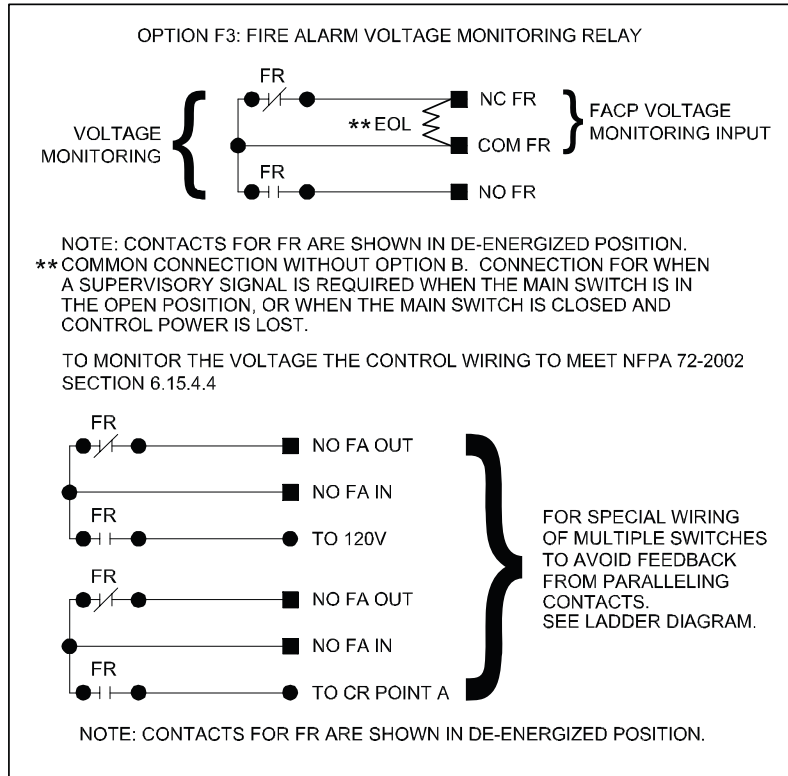 OPTION F3: FIRE ALARM VOLTAGE MONITORING RELAY
FR
NC FR
**EOL
COM FR
FR
NO FR
VOLTAGE
MONITORING
FACP VOLTAGE
MONITORING INPUT
NOTE: CONTACTS FOR FR ARE SHOWN IN DE-ENERGIZED POSITION.
**COMMON CONNECTION WITHOUT OPTION B. CONNECTION FOR WHEN
A SUPERVISORY SIGNAL IS REQUIRED WHEN THE MAIN SWITCH IS IN
THE OPEN POSITION, OR WHEN THE MAIN SWITCH IS CLOSED AND
CONTROL POWER IS LOST.
TO MONITOR THE VOLTAGE THE CONTROL WIRING TO MEET NFPA 72-2002
SECTION 6.15.4.4
FR
NO FA OUT
NO FA IN
FR
TO 120V
FR
NO FA OUT
NO FA IN
FR
TO CR POINT A
FOR SPECIAL WIRING
OF MULTIPLE SWITCHES
TO AVOID FEEDBACK
FROM PARALLELING
CONTACTS.
SEE LADDER DIAGRAM.
NOTE: CONTACTS FOR FR ARE SHOWN IN DE-ENERGIZED POSITION.